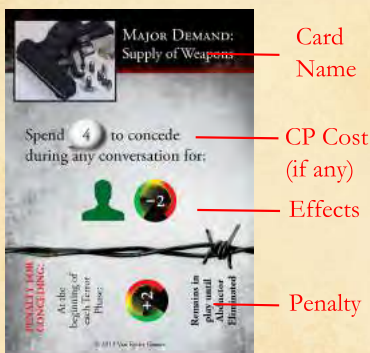 MAJOR DEMAND:
Supply of Weapons
Card
Name
Spend 4 to concede
during any conversation for:
CP Cost
(if any)
-2
Effects
PENALTY FOR
CONCEDING:
At the
beginning of
each Terror
Phase:
+2
Remains in
play until
Abductor
Eliminated
Penalty
© 2015 Van Ryder Games